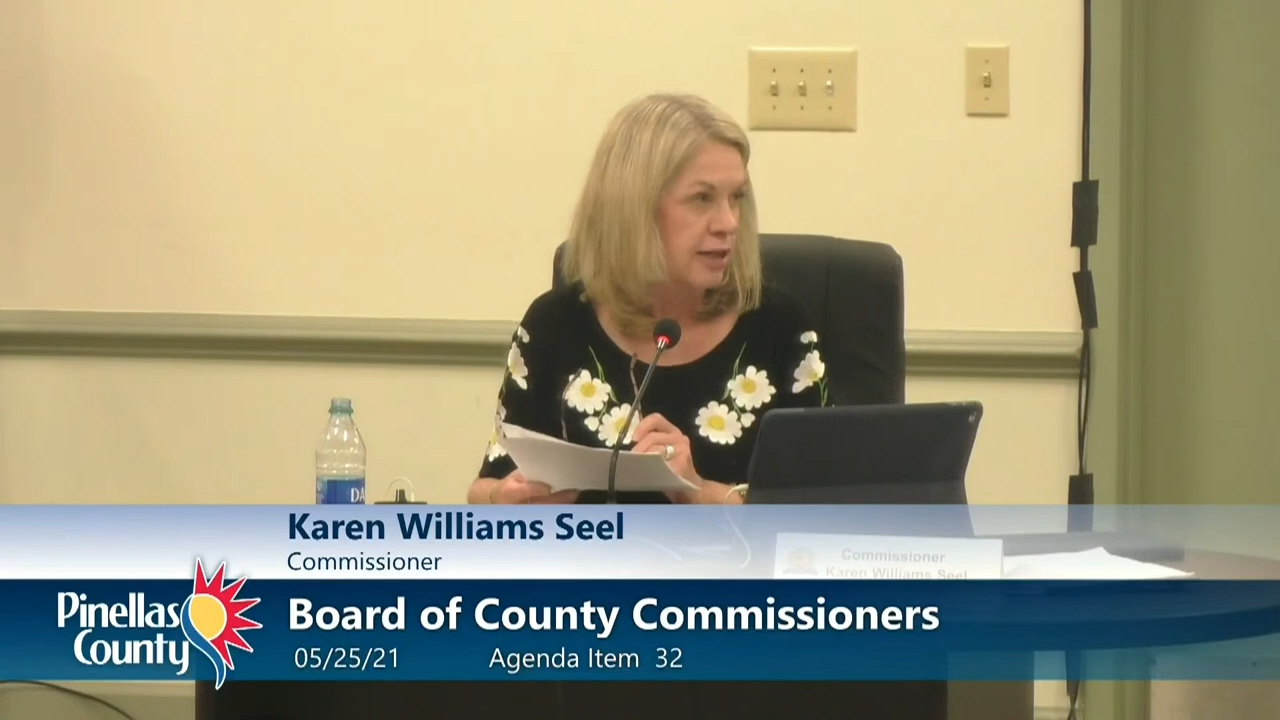 DA
Karen Williams Seel
Commissioner
Commissioner
Karen Williams Seel
Pinellas
County
Board of County Commissioners
05/25/21 Agenda Item 32